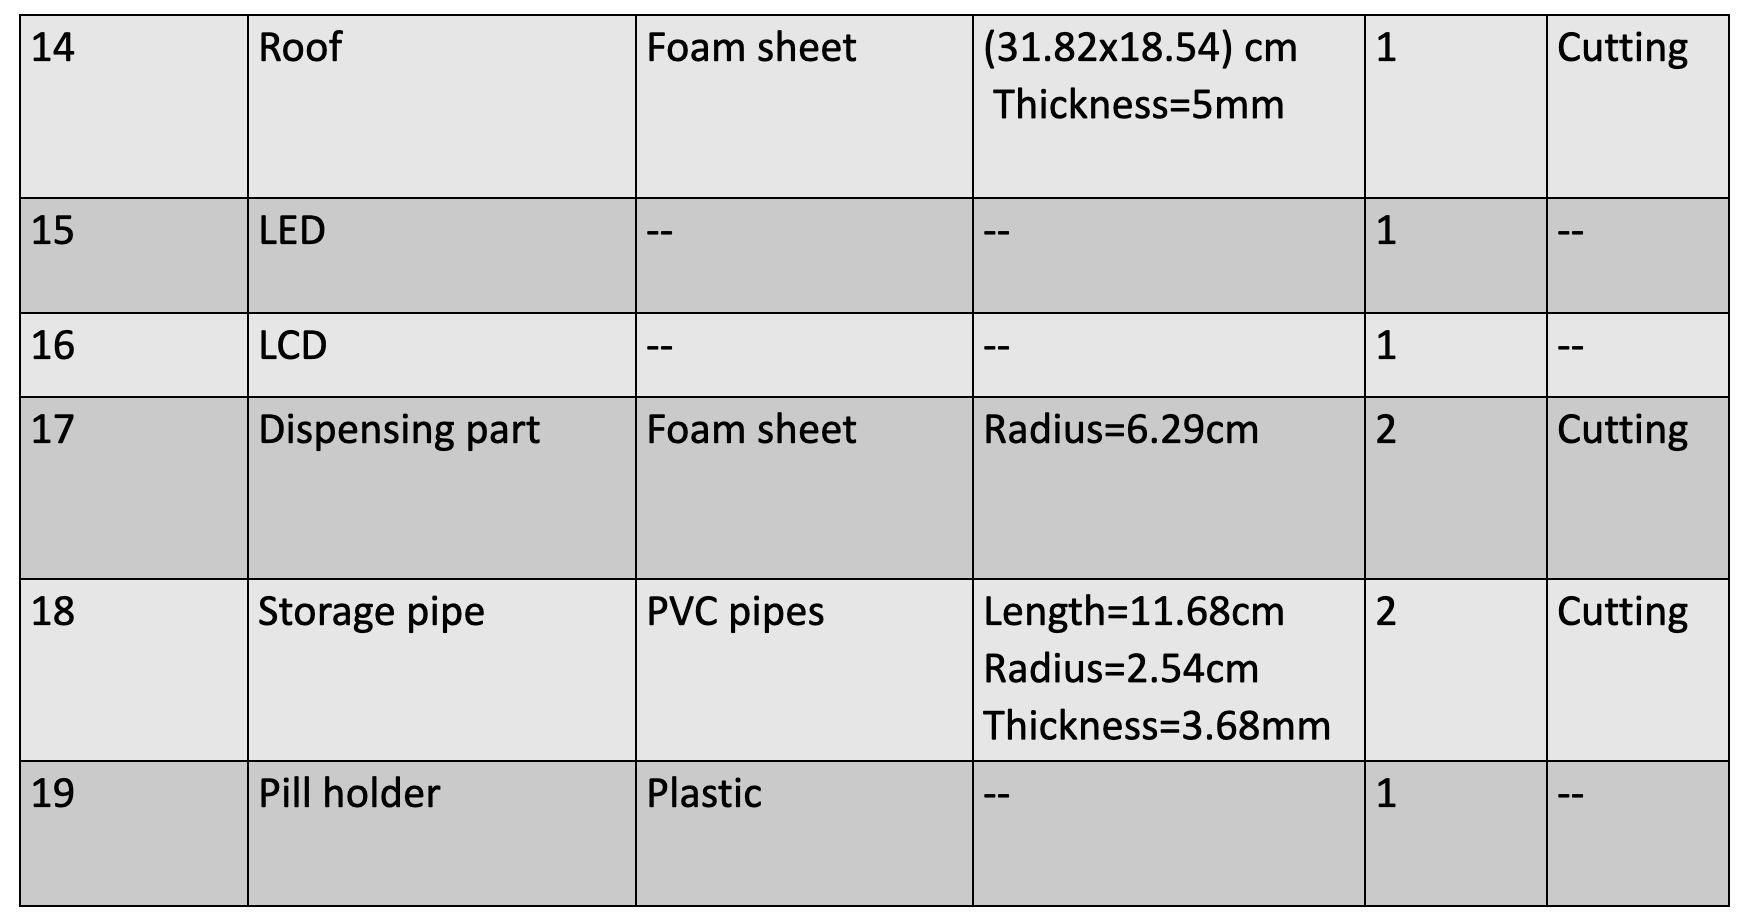 14 Roof Foam sheet (31.82x18.54) cm 1 Cutting
Thickness=5mm
15 LED -- -- 1 --
16 LCD -- -- 1 --
17 Dispensing part Foam sheet Radius=6.29cm 2 Cutting
18 Storage pipe PVC pipes Length=11.68cm 2 Cutting
Radius=2.54cm
Thickness=3.68mm
19 Pill holder Plastic -- 1 --